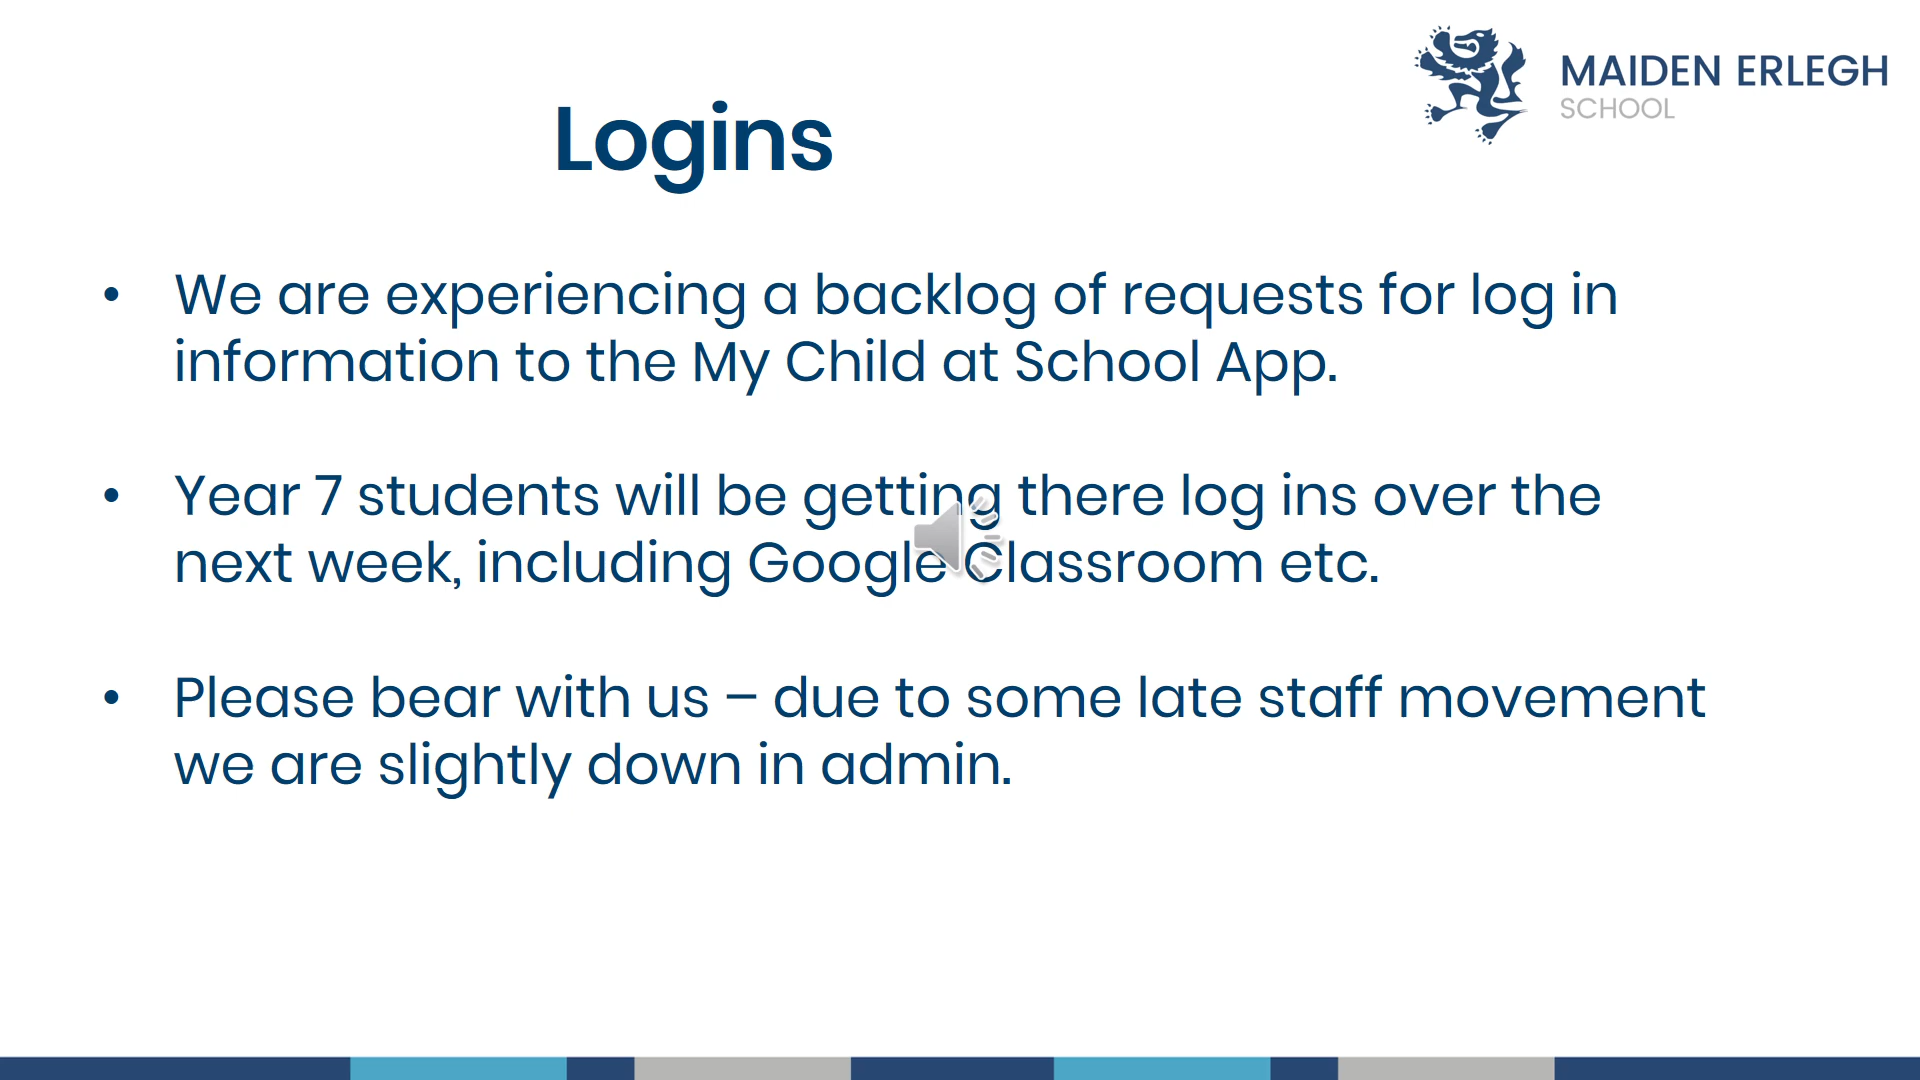 MAIDEN ERLEGH
SCHOOL
Logins
• We are experiencing a backlog of requests for log in
information to the My Child at School App.
• Year 7 students will be getting there log ins over the
next week, including Google Classroom etc.
• Please bear with us – due to some late staff movement
we are slightly down in admin.